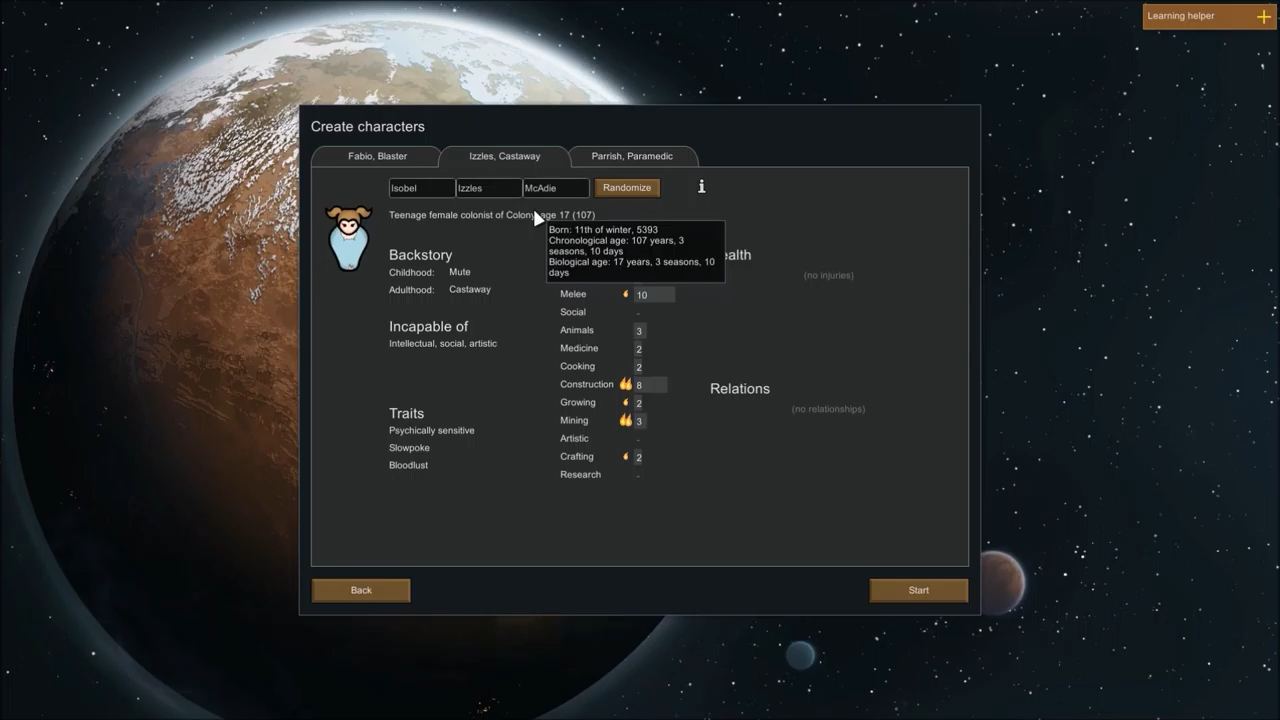 Learning helper
Create characters
Fabio, Blaster
Izzles, Castaway
Parrish, Paramedic
Isobel
Izzles
McAdie
Randomize
Teenage female colonist of Colony age 17 (107)
Born: 11th of winter, 5393
Chronological age: 107 years, 3
seasons, 10 days
Biological age: 17 years, 3 seasons, 10
days
Backstory
Childhood: Mute
Adulthood: Castaway
Incapable of
Intellectual, social, artistic
Traits
Psychically sensitive
Slowpoke
Bloodlust
Melee 10
Social -
Animals 3
Medicine 2
Cooking 2
Construction 8
Growing 2
Mining 3
Artistic -
Crafting 2
Research -
ealth
(no injuries)
Relations
(no relationships)
Back
Start